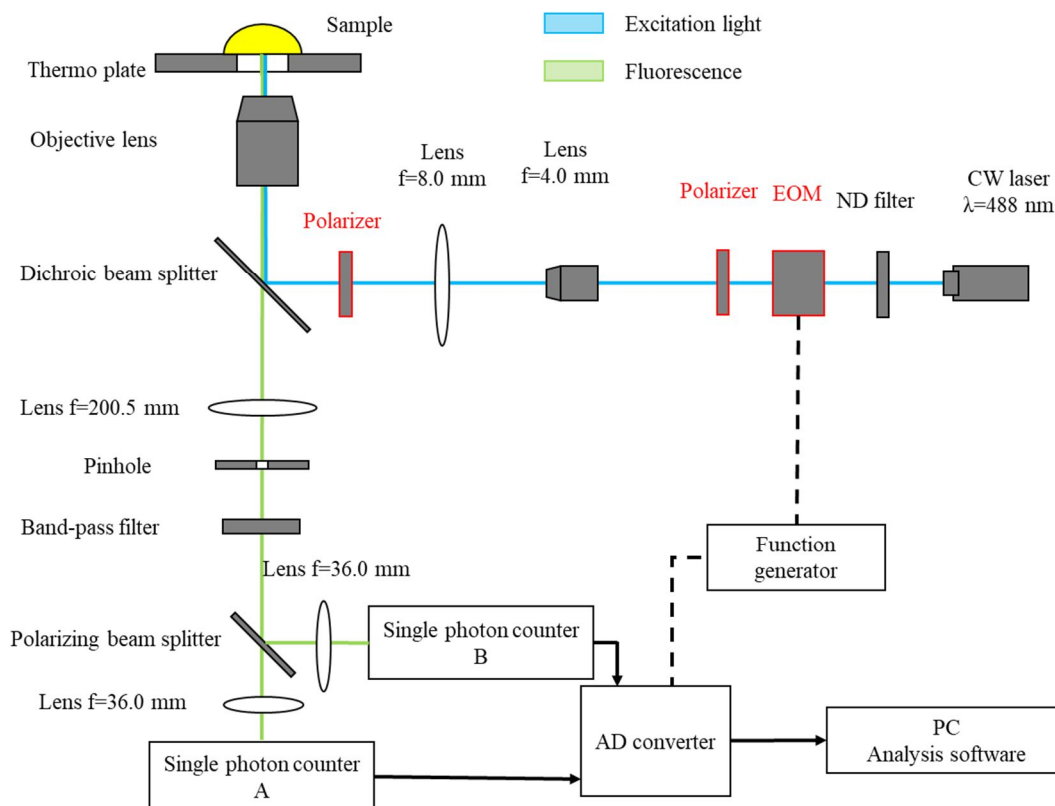 Sample
Thermo plate
Excitation light
Fluorescence
Objective lens
Lens
f=8.0 mm
Lens
f=4.0 mm
CW laser
λ=488 nm
Polarizer
EOM
ND filter
Polarizer
Dichroic beam splitter
Lens f=200.5 mm
Pinhole
Band-pass filter
Function
generator
Lens f=36.0 mm
Polarizing beam splitter
Single photon counter
B
Lens f=36.0 mm
AD converter
PC
Analysis software
Single photon counter
A